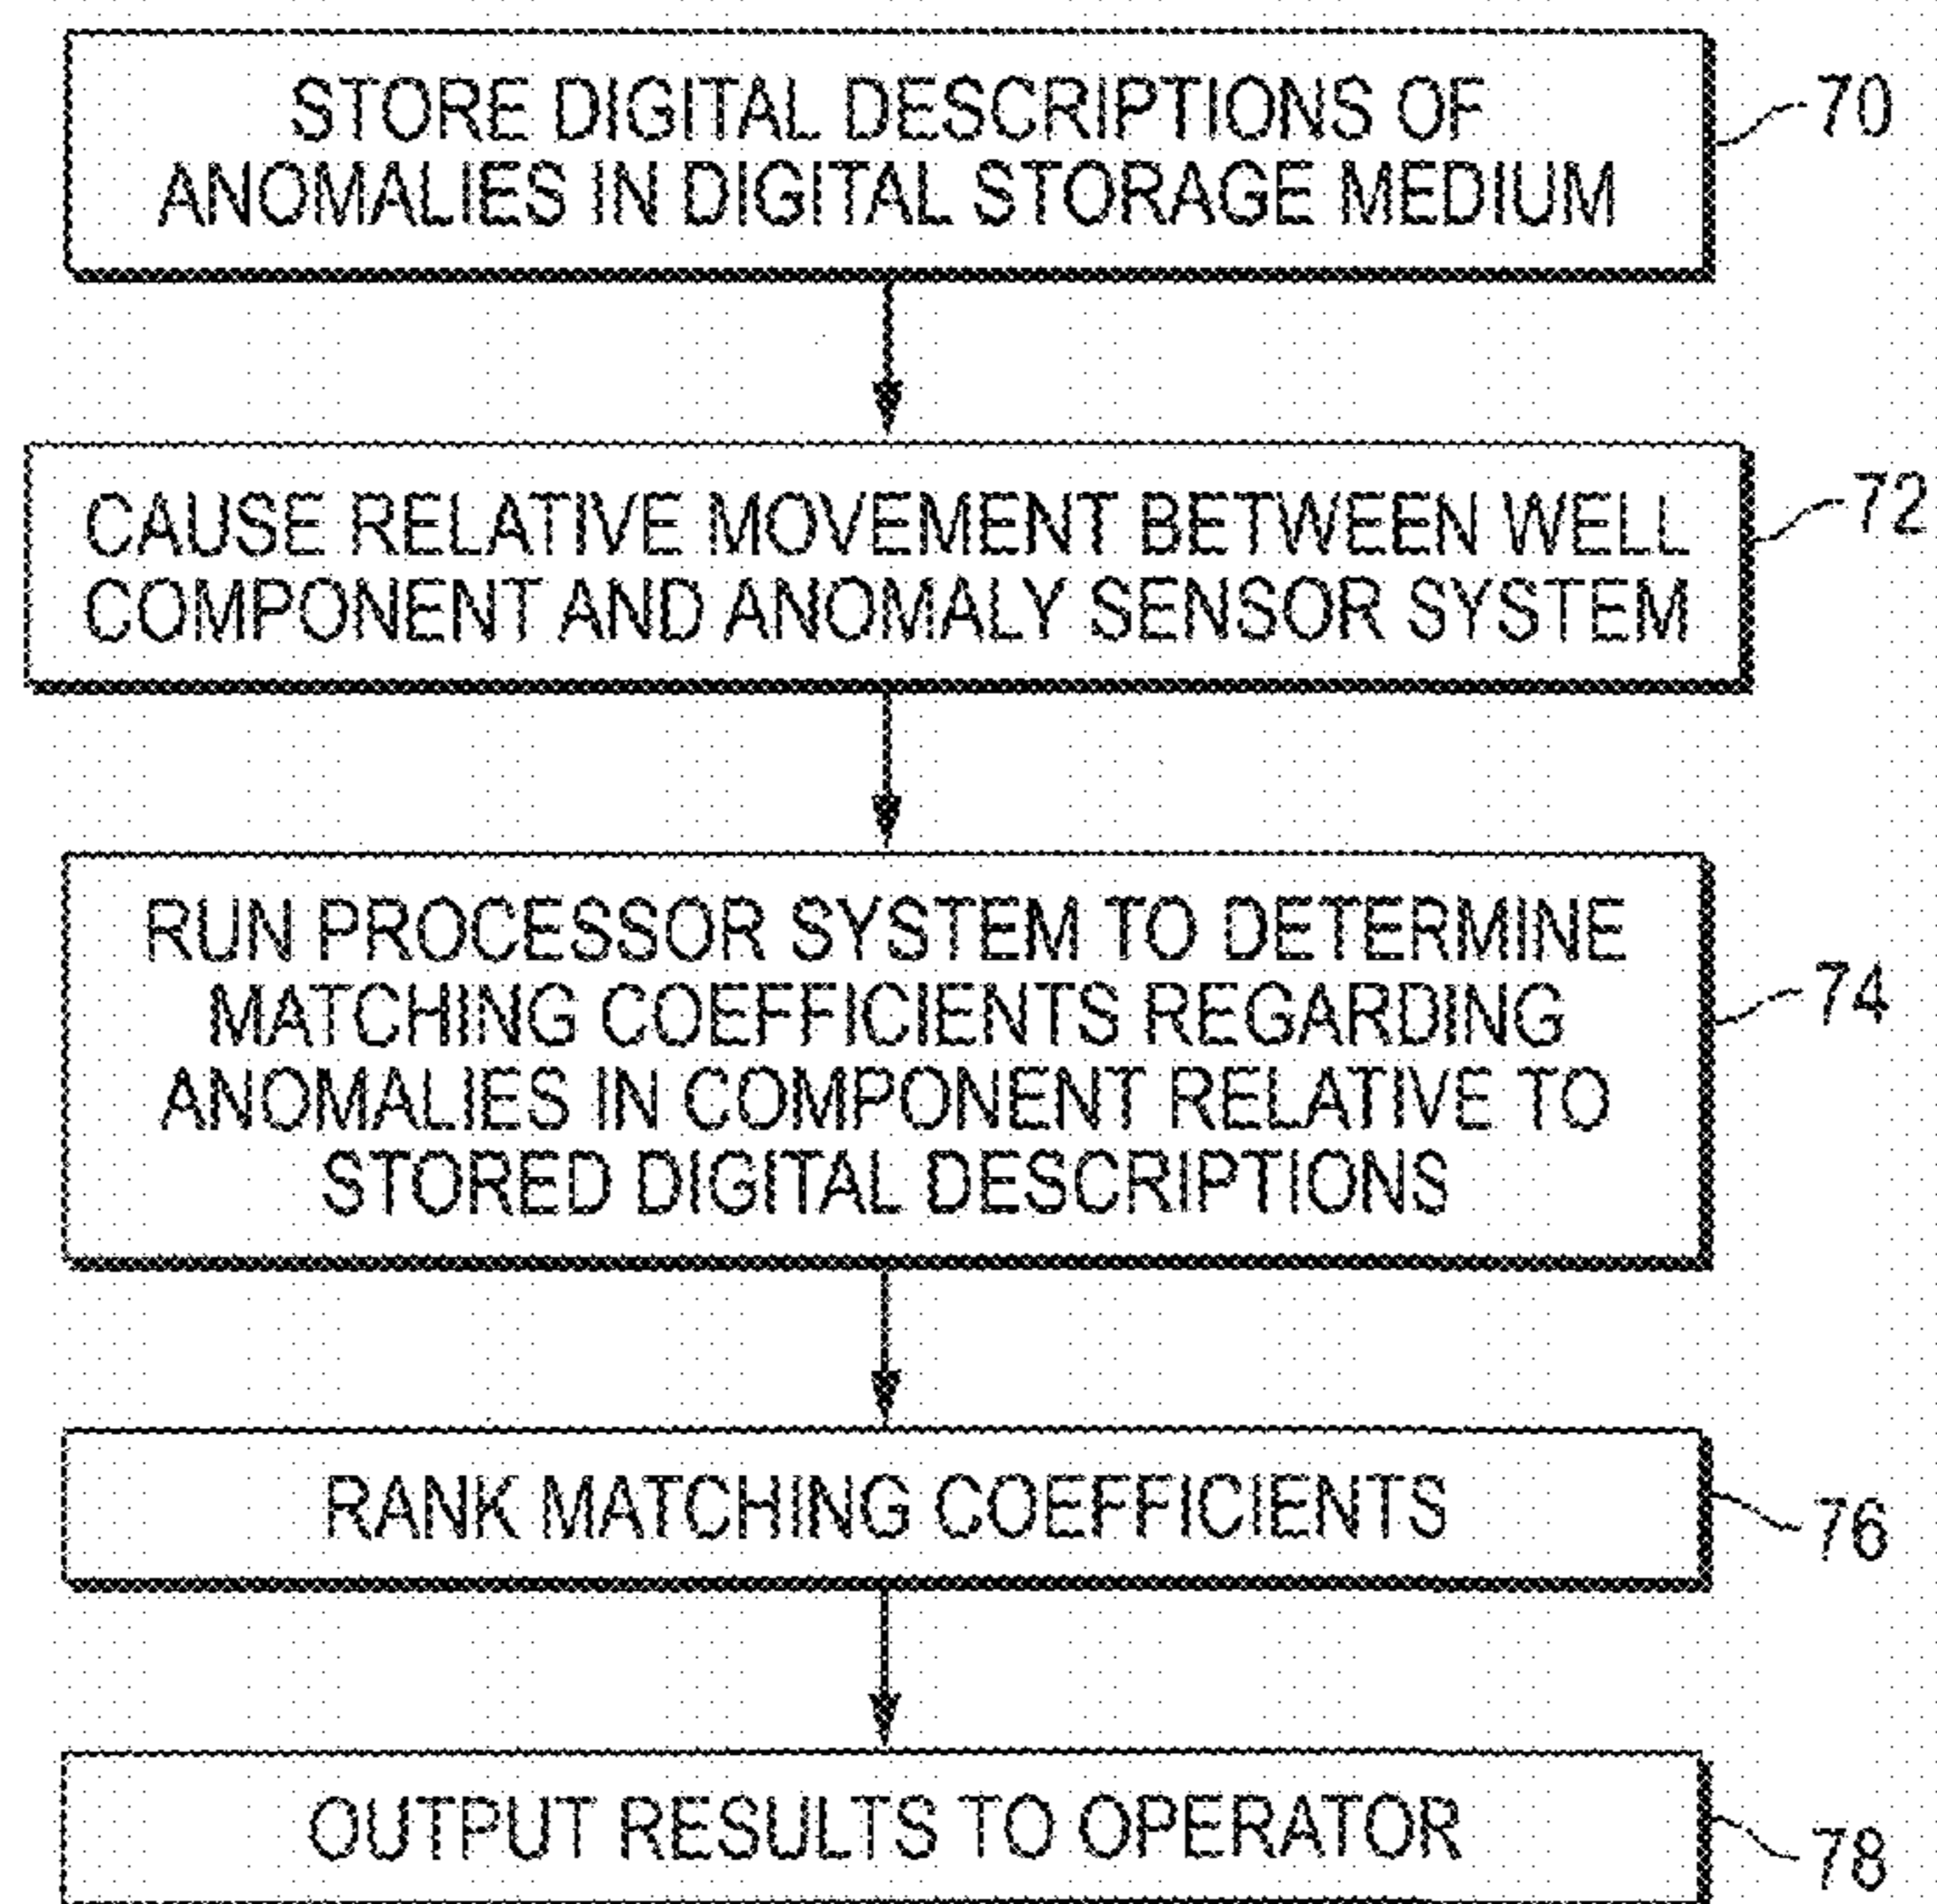 STORE DIGITAL DESCRIPTIONS OF
ANOMALIES IN DIGITAL STORAGE MEDIUM
70
CAUSE RELATIVE MOVEMENT BETWEEN WELL
COMPONENT AND ANOMALY SENSOR SYSTEM
72
RUN PROCESSOR SYSTEM TO DETERMINE
MATCHING COEFFICIENTS REGARDING
ANOMALIES IN COMPONENT RELATIVE TO
STORED DIGITAL DESCRIPTIONS
74
RANK MATCHING COEFFICIENTS
76
OUTPUT RESULTS TO OPERATOR
78